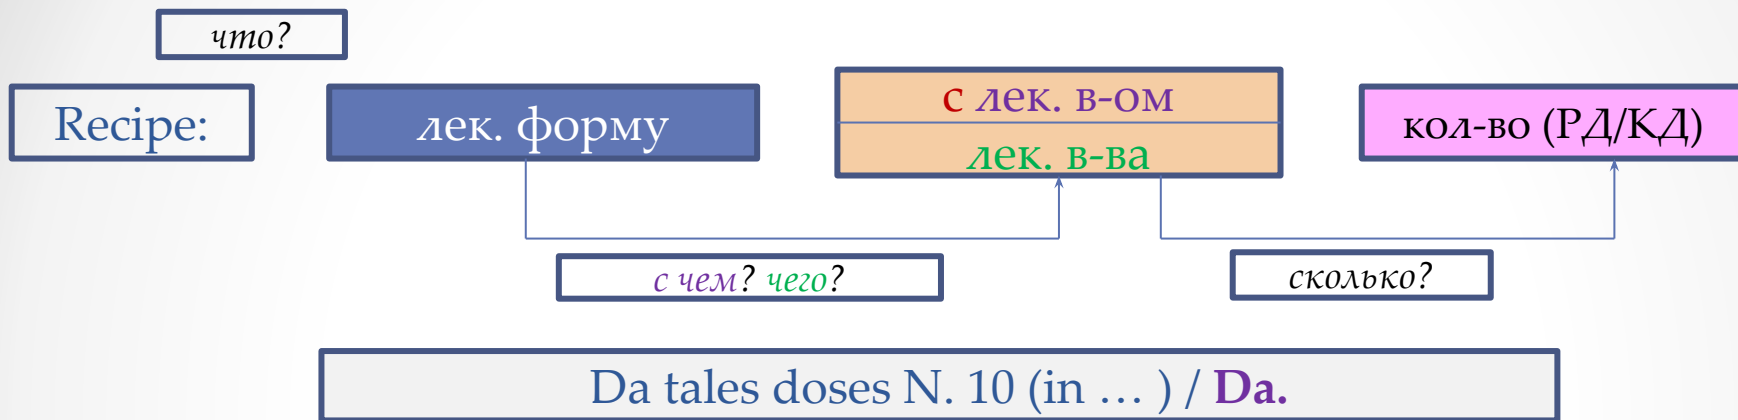 что?
Recipe:
лек. форму
с лек. в-ом
лек. в-ва
кол-во (РД/КД)
с чем? чего?
сколько?
Da tales doses N. 10 (in ... ) / Da.